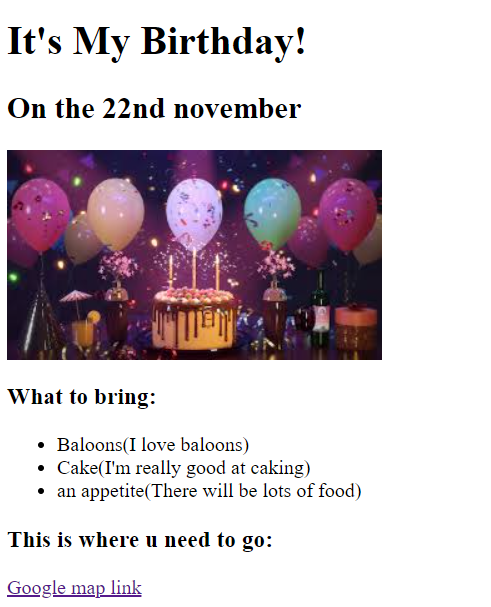 It's My Birthday!
On the 22nd november
What to bring:
Baloons(I love baloons)
Cake(I'm really good at caking)
an appetite(There will be lots of food)
This is where u need to go:
Google map link